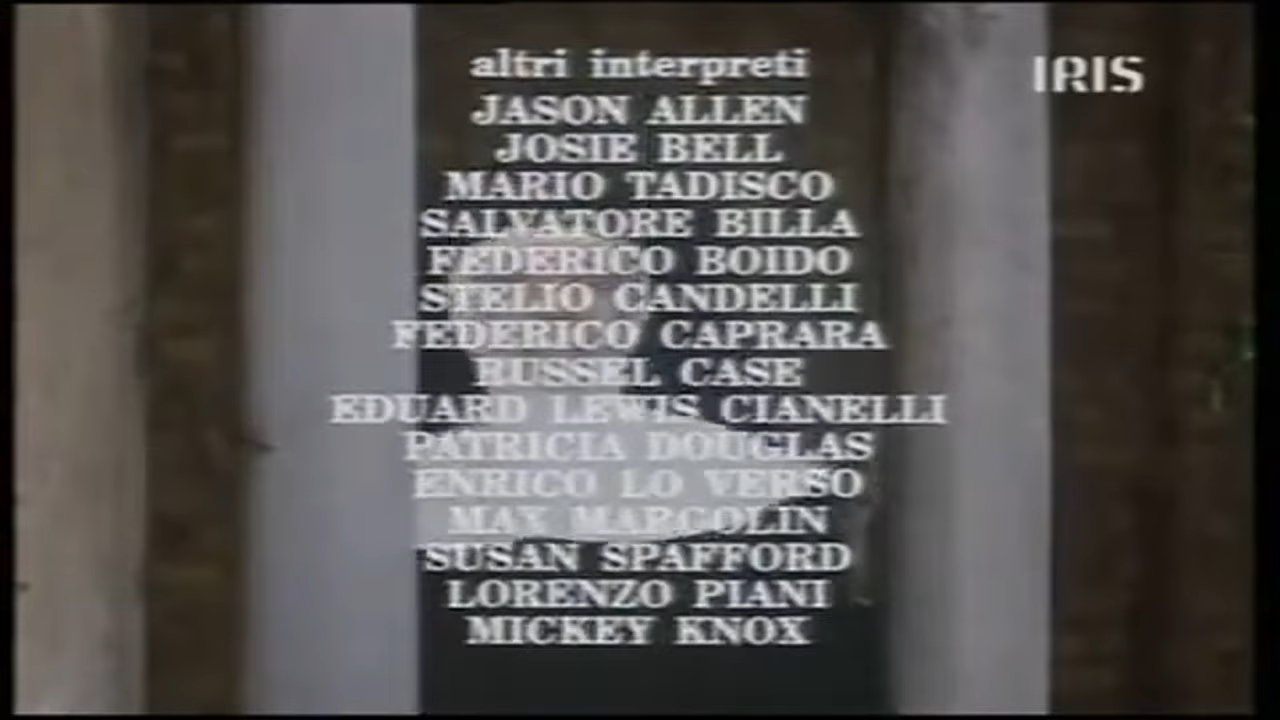 altri interpreti
IRIS
JASON ALLEN
JOSIE BELL
MARIO TADISCO
SALVATORE BILLA
FEDERICO BOIDO
STELIO CANDELLI
FEDERICO CAPRARA
RUSSEL CASE
EDUARD LEWIS CIANELLI
PATRICIA DOUGLAS
ENRICO LO VERSO
MAX MARGOLIN
SUSAN SPAFFORD
LORENZO PIANI
MICKEY KNOX